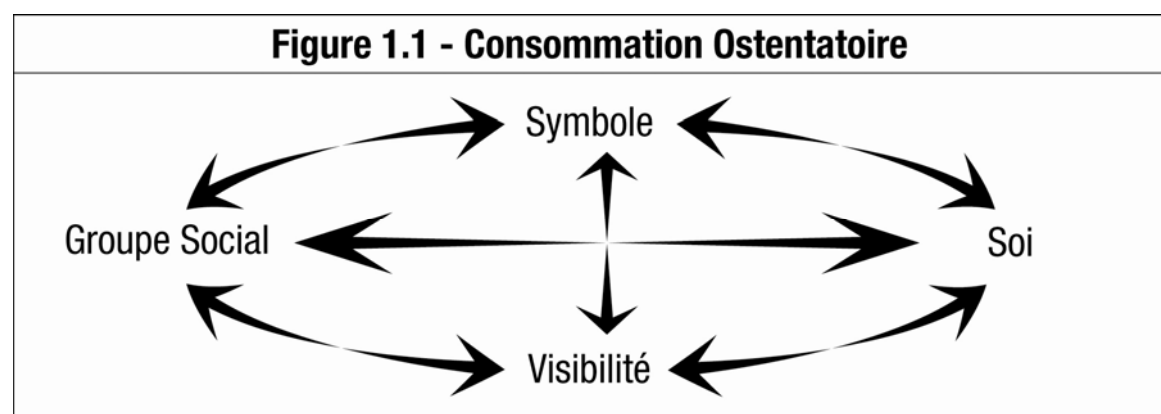 Figure 1.1 - Consommation Ostentatoire
Symbole
Groupe Social
Soi
Visibilité